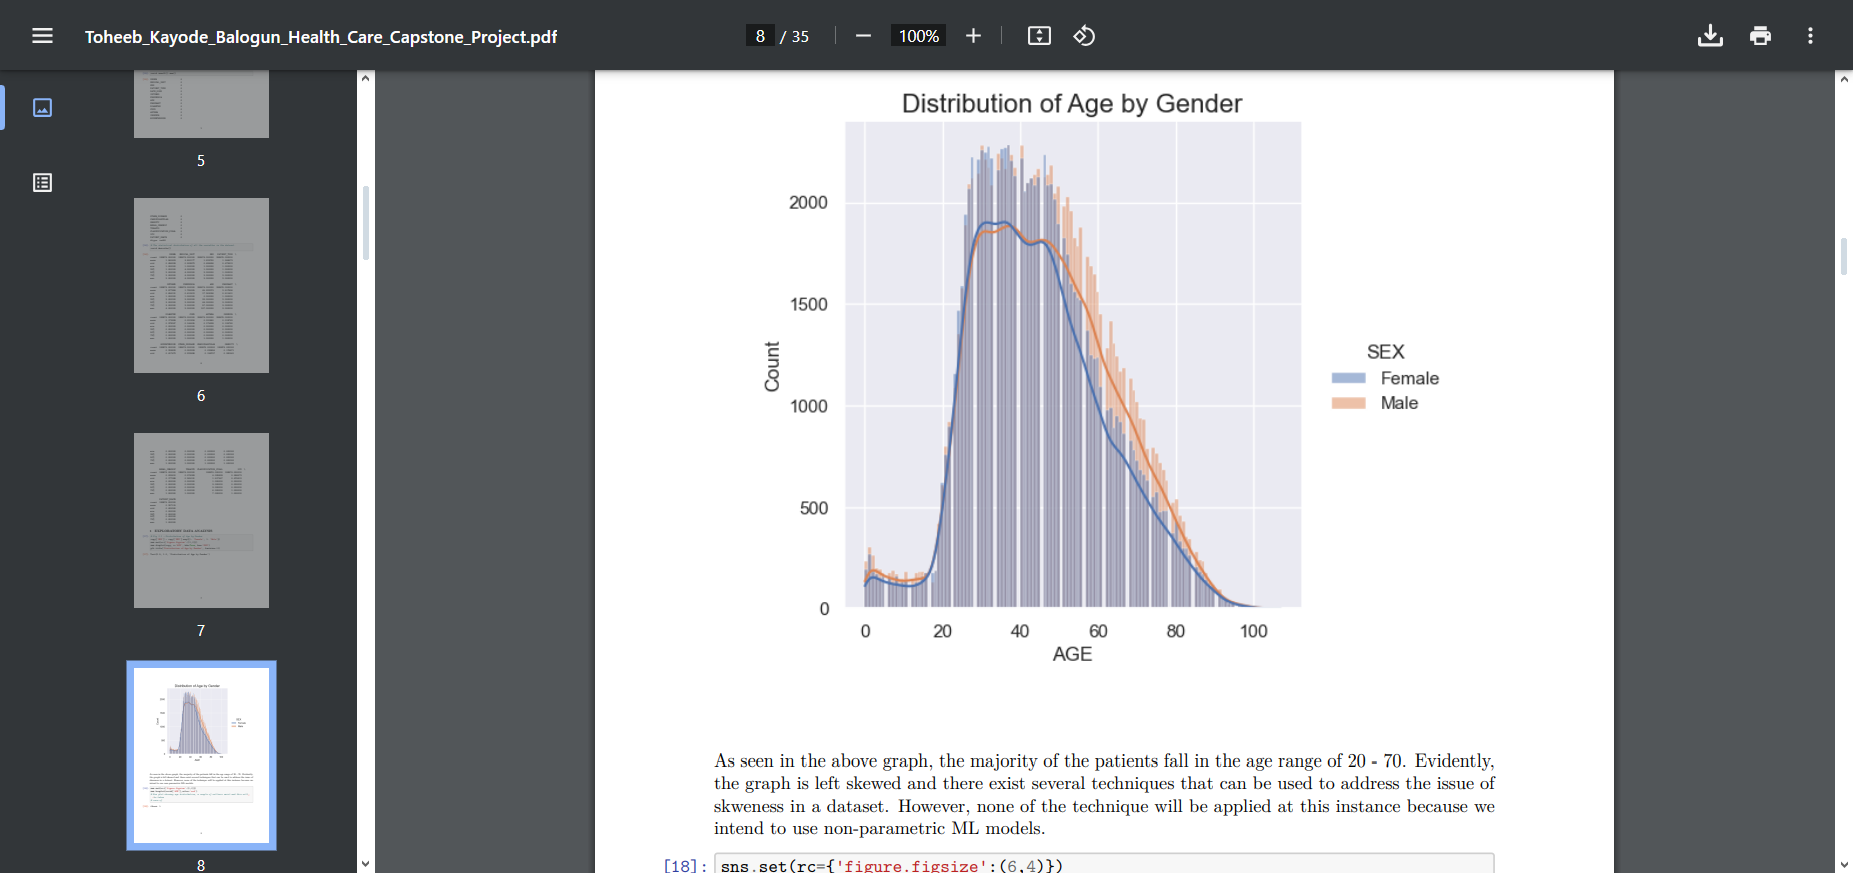 Toheeb_Kayode_Balogun_Health_Care_Capstone_Project.pdf
8 / 35
100%
5
6
7
8
Distribution of Age by Gender
2000
1500
1000
500
0
Count
0 20 40 60 80 100
AGE
SEX
Female
Male
As seen in the above graph, the majority of the patients fall in the age range of 20 - 70. Evidently,
the graph is left skewed and there exist several techniques that can be used to address the issue of
skweness in a dataset. However, none of the technique will be applied at this instance because we
intend to use non-parametric ML models.
[18]: sns.set(rc={'figure.figsize':(6,4)})